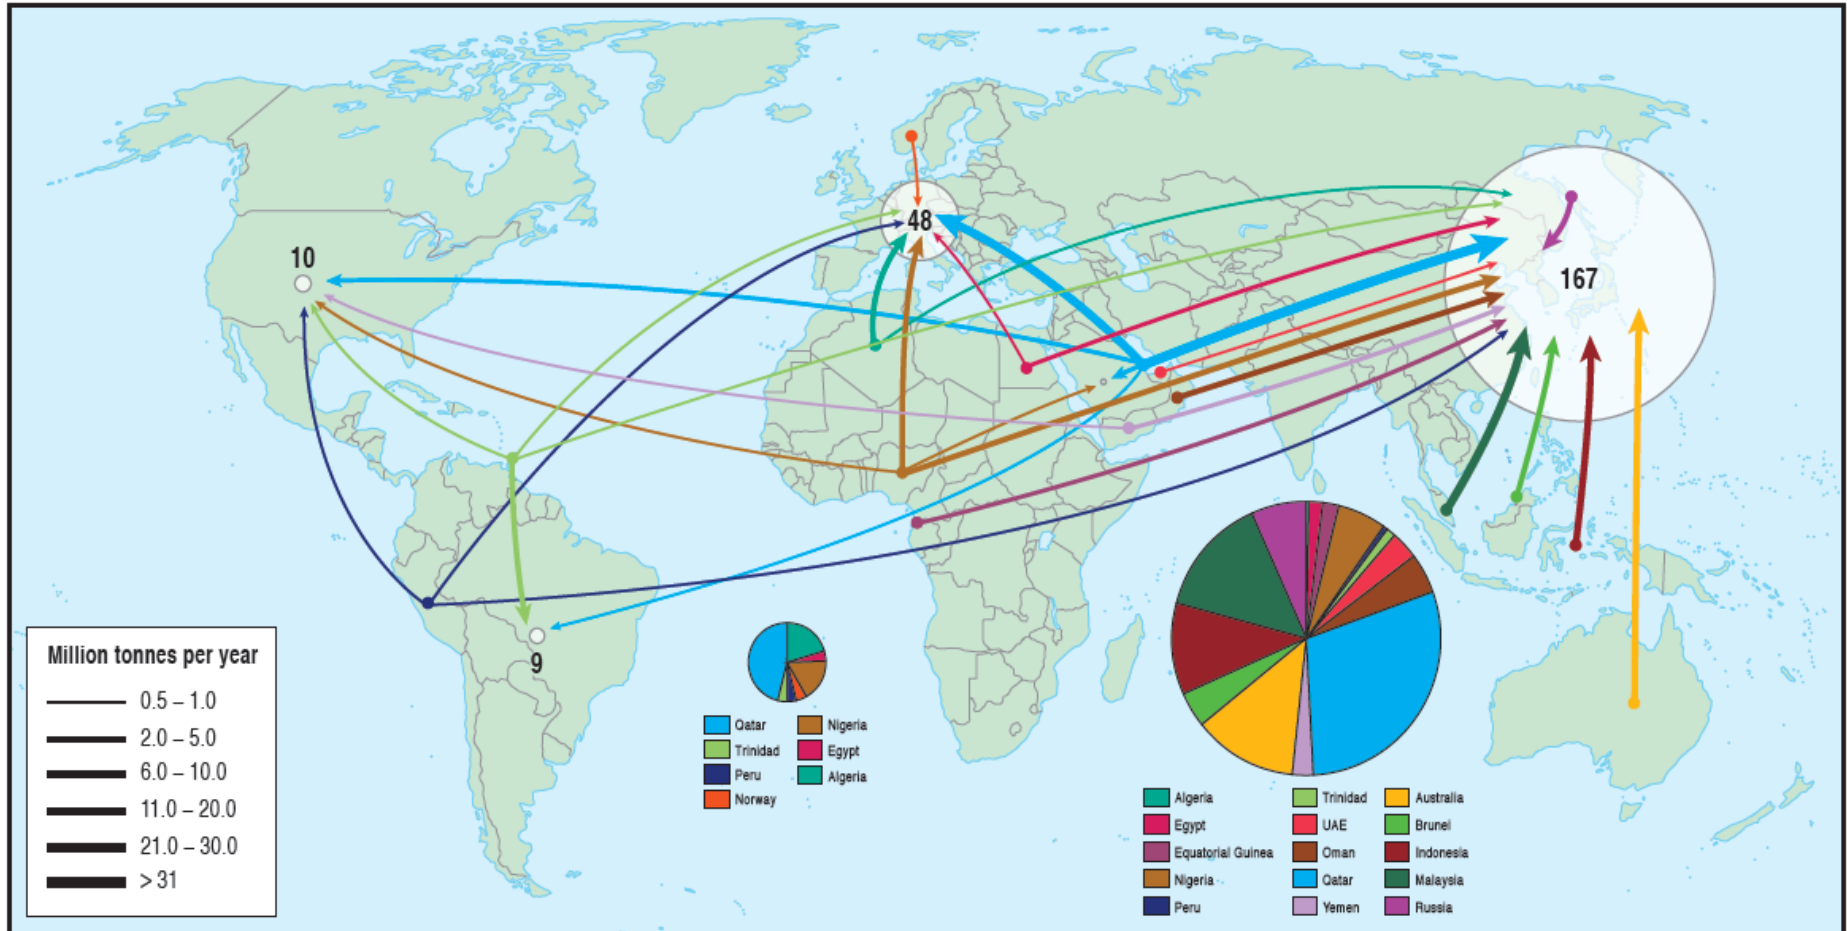 10
48
167
9
Million tonnes per year
0.5 – 1.0
2.0 – 5.0
6.0 – 10.0
11.0 – 20.0
21.0 – 30.0
> 31
Qatar
Trinidad
Peru
Norway
Nigeria
Egypt
Algeria
Algeria
Egypt
Equatorial Guinea
Nigeria
Peru
Trinidad
UAE
Oman
Qatar
Yemen
Australia
Brunei
Indonesia
Malaysia
Russia